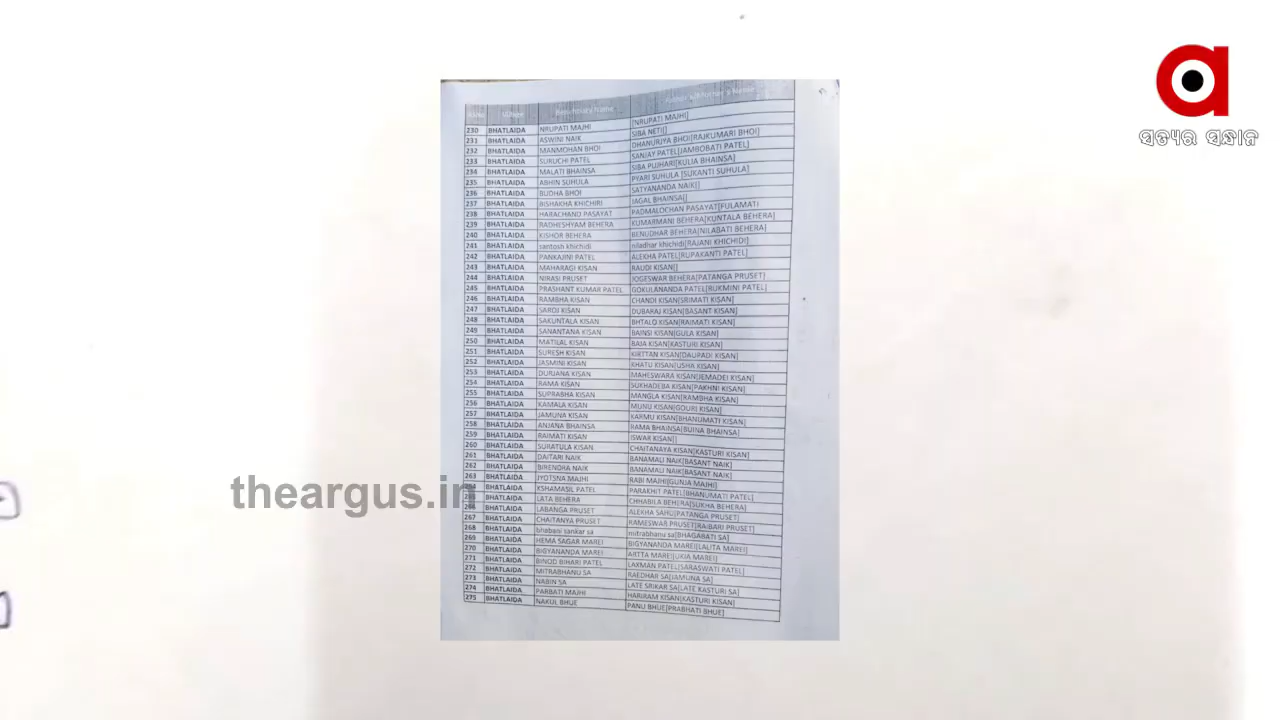 ସତ୍ୟର ସନ୍ଧାନ
Village Beneficiary Name Father's/Mother's Name
230 BHATLAIDA NRUPATI MAJHI [NRUPATI MAJHI]
231 BHATLAIDA ASWINI NAIK SIBA NETI[]
232 BHATLAIDA MANMOHAN BHOI DHANURJYA BHOI[RAJKUMARI BHOI]
233 BHATLAIDA SURUCHI PATEL SANJAY PATEL[JAMBOBATI PATEL]
234 BHATLAIDA MALATI BHAINSA SIBA PUJHARI[KULIA BHAINSA]
235 BHATLAIDA ABHIN SUHULA PYARI SUHULA [SUKANTI SUHULA]
236 BHATLAIDA BUDHA BHOI SATYANANDA NAIK[]
237 BHATLAIDA BISHAKHA KHICHIRI JAGAL BHAINSA[]
238 BHATLAIDA HARACHAND PASAYAT PADMALOCHAN PASAYAT[FULAMATI
239 BHATLAIDA RADHESHYAM BEHERA KUMARMANI BEHERA[KUNTALA BEHERA]
240 BHATLAIDA KISHOR BEHERA BENUDHAR BEHERA[NILABATI BEHERA]
241 BHATLAIDA santosh khichidi niladhar khichidi[RAJANI KHICHIDI]
242 BHATLAIDA PANKAJINI PATEL ALEKHA PATEL[RUPAKANTI PATEL]
243 BHATLAIDA MAHARAGI KISAN RAUDI KISAN[]
244 BHATLAIDA NIRASI PRUSET JOGESWAR BEHERA[PATANGA PRUSET]
245 BHATLAIDA PRASHANT KUMAR PATEL GOKULANANDA PATEL[RUKMINI PATEL]
246 BHATLAIDA RAMBHA KISAN CHANDI KISAN[SRIMATI KISAN]
247 BHATLAIDA SAROJ KISAN DUBARAJ KISAN[BASANT KISAN]
248 BHATLAIDA SAKUNTALA KISAN BHTALO KISAN[RAIMATI KISAN]
249 BHATLAIDA SANANTANA KISAN BAINSI KISAN[GULA KISAN]
250 BHATLAIDA MATILAL KISAN RAJA KISAN[KASTURI KISAN]
251 BHATLAIDA SURESH KISAN KIRTTAN KISAN[DAUPADI KISAN]
252 BHATLAIDA JASMINI KISAN KHATU KISAN[USHA KISAN]
253 BHATLAIDA DURJANA KISAN MAHESWARA KISAN[JEMADEI KISAN]
254 BHATLAIDA RAMA KISAN SUKHADEBA KISAN[PAKHNI KISAN]
255 BHATLAIDA SUPRABHA KISAN MANGLA KISAN[RAMBHA KISAN]
256 BHATLAIDA KAMALA KISAN MUNU KISAN[GOURI KISAN]
257 BHATLAIDA JAMUNA KISAN KARMU KISAN[BHANUMATI KISAN]
258 BHATLAIDA ANJANA BHAINSA RAMA BHAINSA[BUINA BHAINSA]
259 BHATLAIDA RAIMATI KISAN ISWAR KISAN[]
260 BHATLAIDA SURATULA KISAN CHAITANAYA KISAN[KASTURI KISAN]
261 BHATLAIDA DAITARI NAIK BANAMALI NAIK[BASANT NAIK]
262 BHATLAIDA BIRENDRA NAIK BANAMALI NAIK[BASANT NAIK]
263 BHATLAIDA JYOTSNA MAJHI RABI MAJHI[GUNJA MAJHI]
264 BHATLAIDA KSHAMASIL PATEL PARAKHIT PATEL[BHANUMATI PATEL]
265 BHATLAIDA LATA BEHERA CHHABILA BEHERA[SUKHA BEHERA]
266 BHATLAIDA LABANGA PRUSET ALEKHA SAHU[PATANGA PRUSET]
267 BHATLAIDA CHAITANYA PRUSET RAMESWAR PRUSET[RAIBARI PRUSET]
268 BHATLAIDA bhabani sankar sa mitrabhanu sa[BHAGABATI SA]
269 BHATLAIDA HEMA SAGAR MAREI BIGYANANDA MAREI[LALITA MAREI]
270 BHATLAIDA BIGYANANDA MAREI ARTTA MAREI[UKIA MAREI]
271 BHATLAIDA BINOD BIHARI PATEL LAXMAN PATEL[SARASWATI PATEL]
272 BHATLAIDA MITRABHANU SA RAEDHAR SA[JAMUNA SA]
273 BHATLAIDA NABIN SA LATE SRIKAR SA[LATE KASTURI SA]
274 BHATLAIDA PARBATI MAJHI HARIRAM KISAN[KASTURI KISAN]
275 BHATLAIDA NAKUL BHUE PANU BHUE[PRABHATI BHUE]
theargus.in